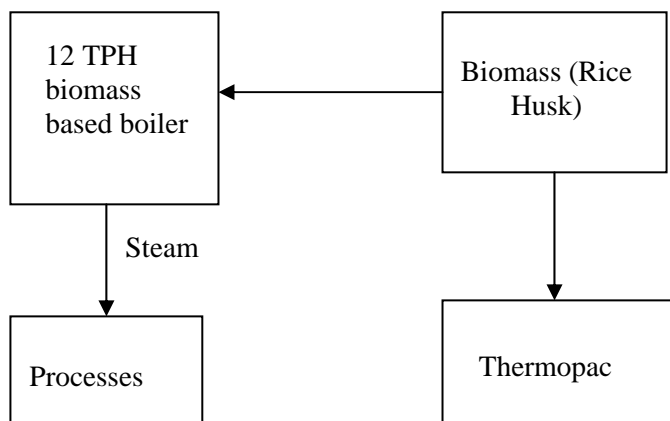 12 TPH
biomass
based boiler
Biomass (Rice
Husk)
Steam
Processes
Thermopac